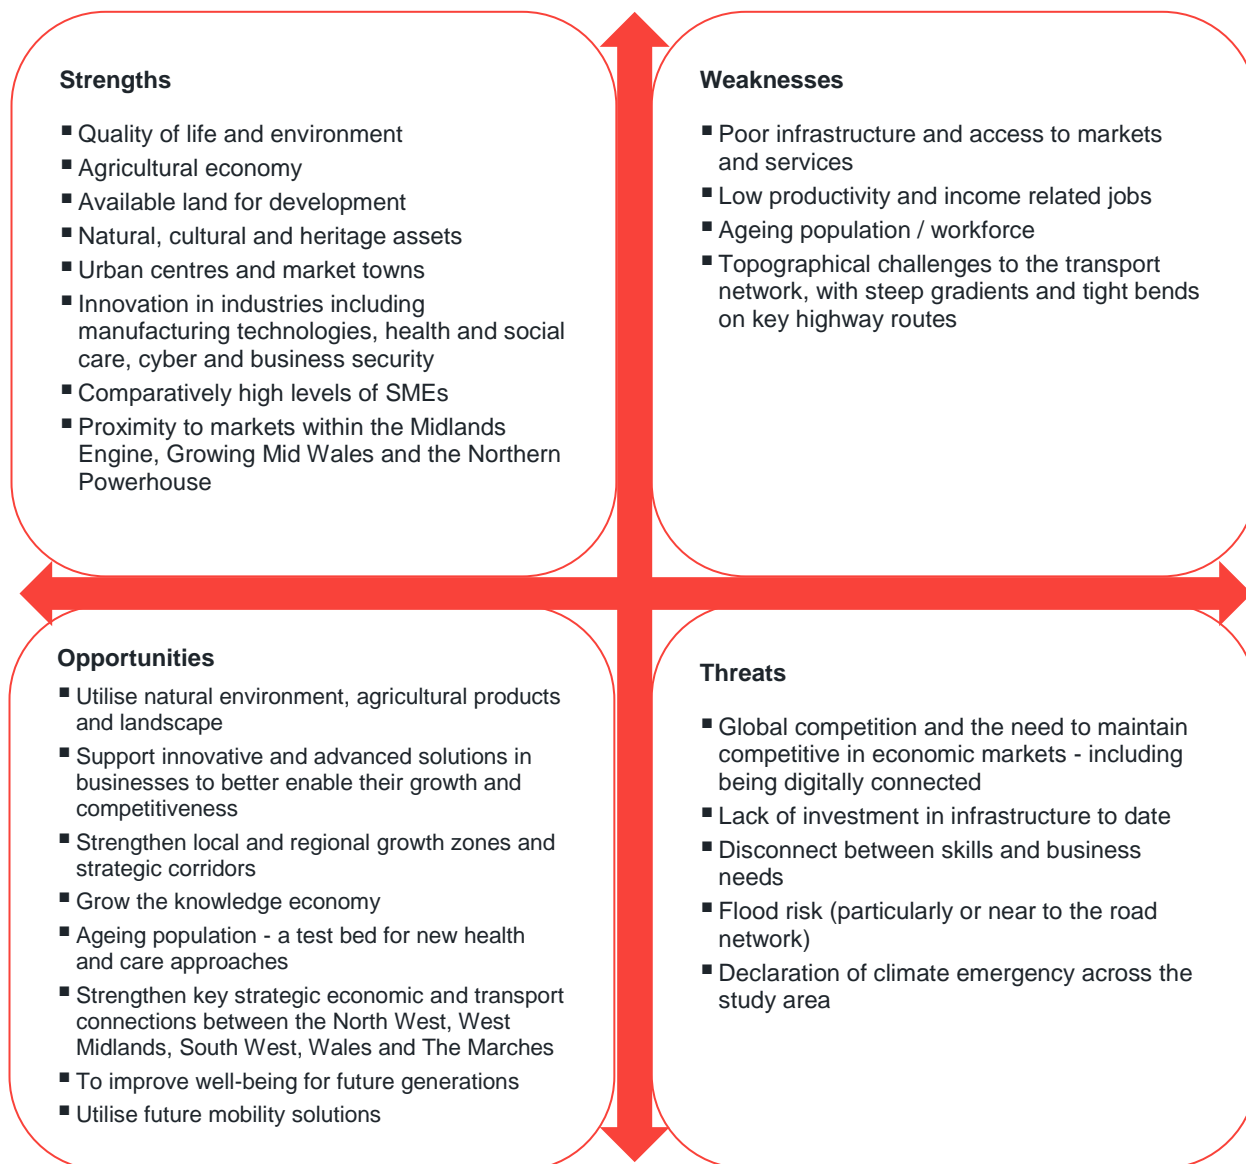 Strengths
▪ Quality of life and environment
▪ Agricultural economy
▪ Available land for development
▪ Natural, cultural and heritage assets
▪ Urban centres and market towns
▪ Innovation in industries including
manufacturing technologies, health and social
care, cyber and business security
▪ Comparatively high levels of SMEs
▪ Proximity to markets within the Midlands
Engine, Growing Mid Wales and the Northern
Powerhouse
Weaknesses
▪ Poor infrastructure and access to markets
and services
▪ Low productivity and income related jobs
▪ Ageing population / workforce
▪ Topographical challenges to the transport
network, with steep gradients and tight bends
on key highway routes
Opportunities
▪ Utilise natural environment, agricultural products
and landscape
▪ Support innovative and advanced solutions in
businesses to better enable their growth and
competitiveness
▪ Strengthen local and regional growth zones and
strategic corridors
▪ Grow the knowledge economy
▪ Ageing population - a test bed for new health
and care approaches
▪ Strengthen key strategic economic and transport
connections between the North West, West
Midlands, South West, Wales and The Marches
▪ To improve well-being for future generations
▪ Utilise future mobility solutions
Threats
▪ Global competition and the need to maintain
competitive in economic markets - including
being digitally connected
▪ Lack of investment in infrastructure to date
▪ Disconnect between skills and business
needs
▪ Flood risk (particularly or near to the road
network)
▪ Declaration of climate emergency across the
study area